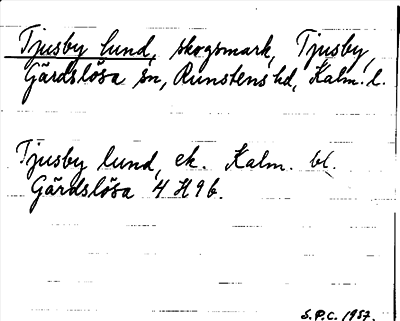 Tjusby lund, skogsmark, Tjusby,
Gärdslösa sn, Runstens hd, Kalm. l.
Tjusby lund, ek. Kalm. bl.
Gärdslösa 4 H 9 b.
S.P.C. 1957.